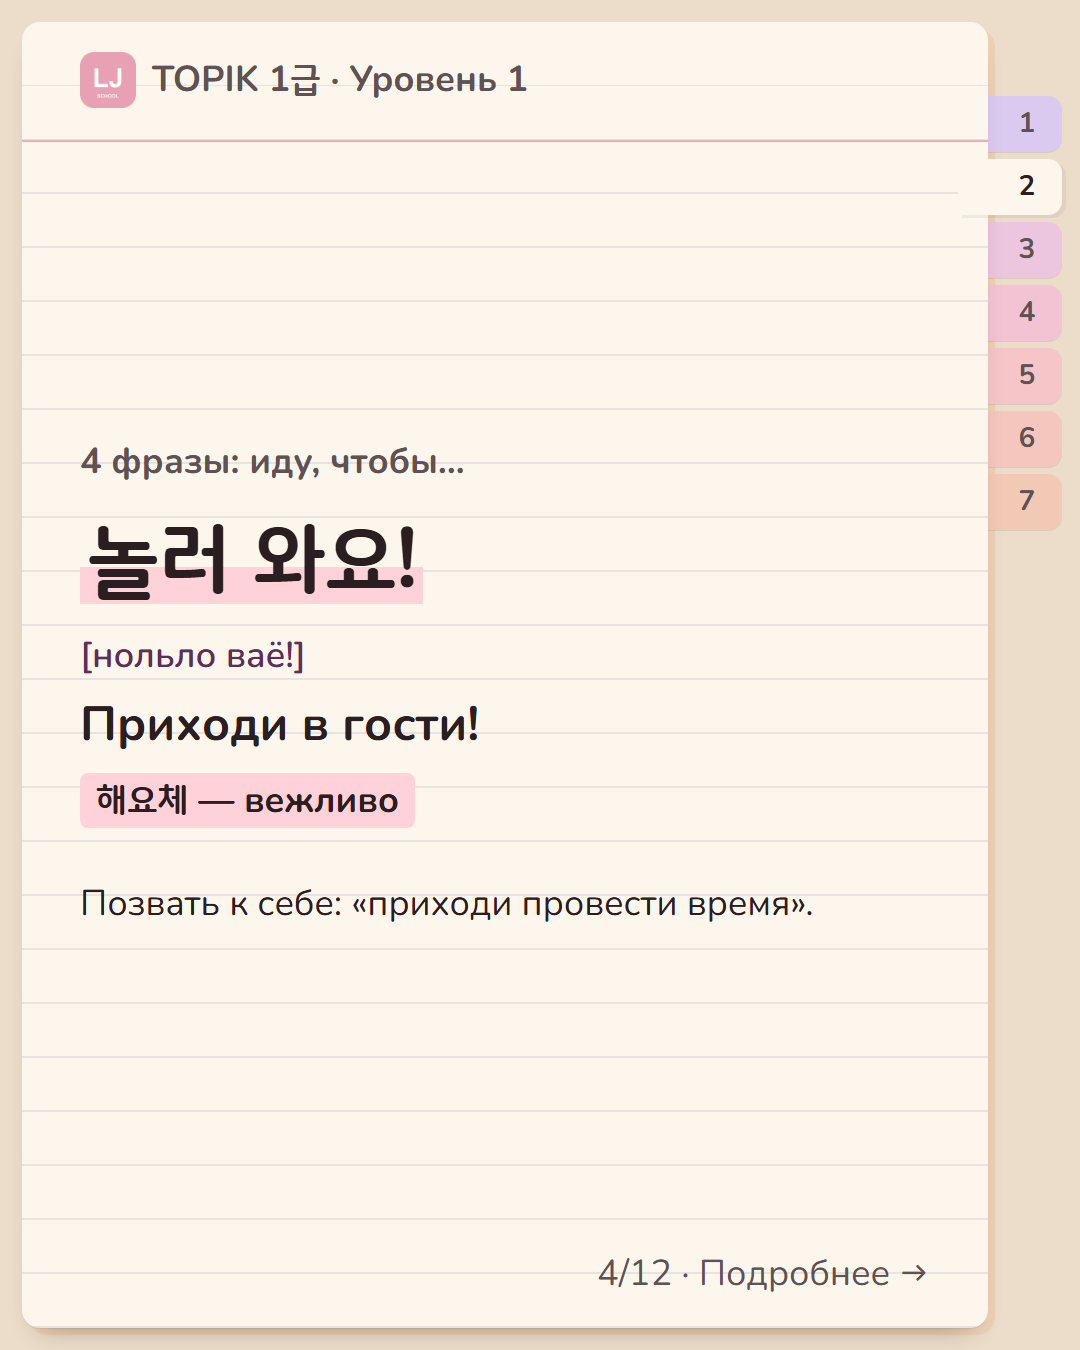 LJ
SCHOOL
TOPIK 1급 · Уровень 1
1
2
3
4
5
6
7
4 фразы: иду, чтобы...
놀러 와요!
[нольло ваё!]
Приходи в гости!
해요체 — вежливо
Позвать к себе: «приходи провести время».
4/12 · Подробнее →